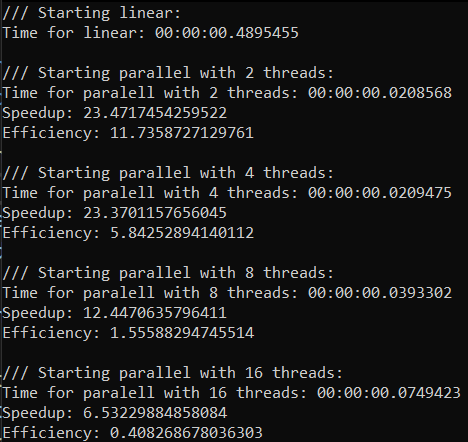 /// Starting linear:
Time for linear: 00:00:00.4895455
/// Starting parallel with 2 threads:
Time for paralell with 2 threads: 00:00:00.0208568
Speedup: 23.4717454259522
Efficiency: 11.7358727129761
/// Starting parallel with 4 threads:
Time for paralell with 4 threads: 00:00:00.0209475
Speedup: 23.3701157656045
Efficiency: 5.84252894140112
/// Starting parallel with 8 threads:
Time for paralell with 8 threads: 00:00:00.0393302
Speedup: 12.4470635796411
Efficiency: 1.55588294745514
/// Starting parallel with 16 threads:
Time for paralell with 16 threads: 00:00:00.0749423
Speedup: 6.53229884858084
Efficiency: 0.408268678036303